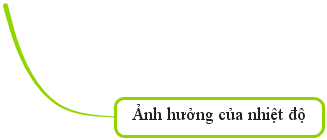 Ảnh hưởng của nhiệt độ